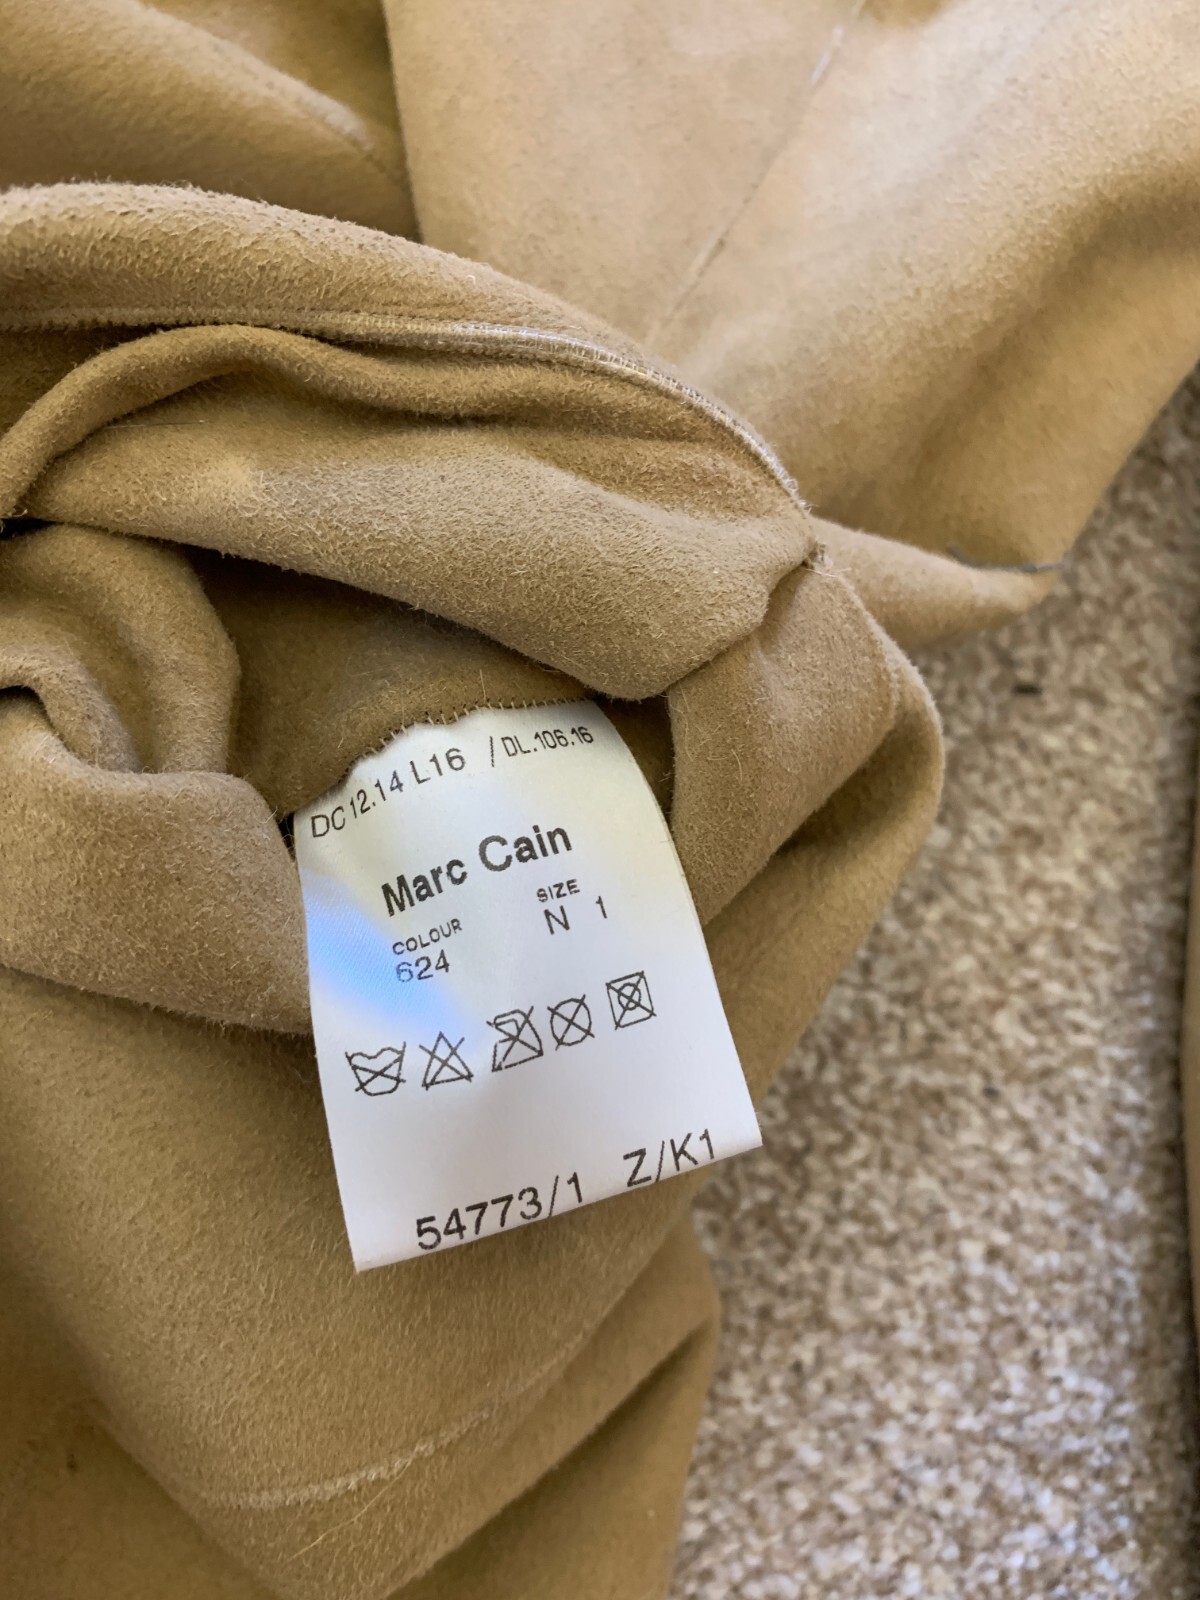 DC12.14 L16 /DL.106.16
Marc Cain
COLOUR SIZE
624 N 1
54773/1 Z/K1